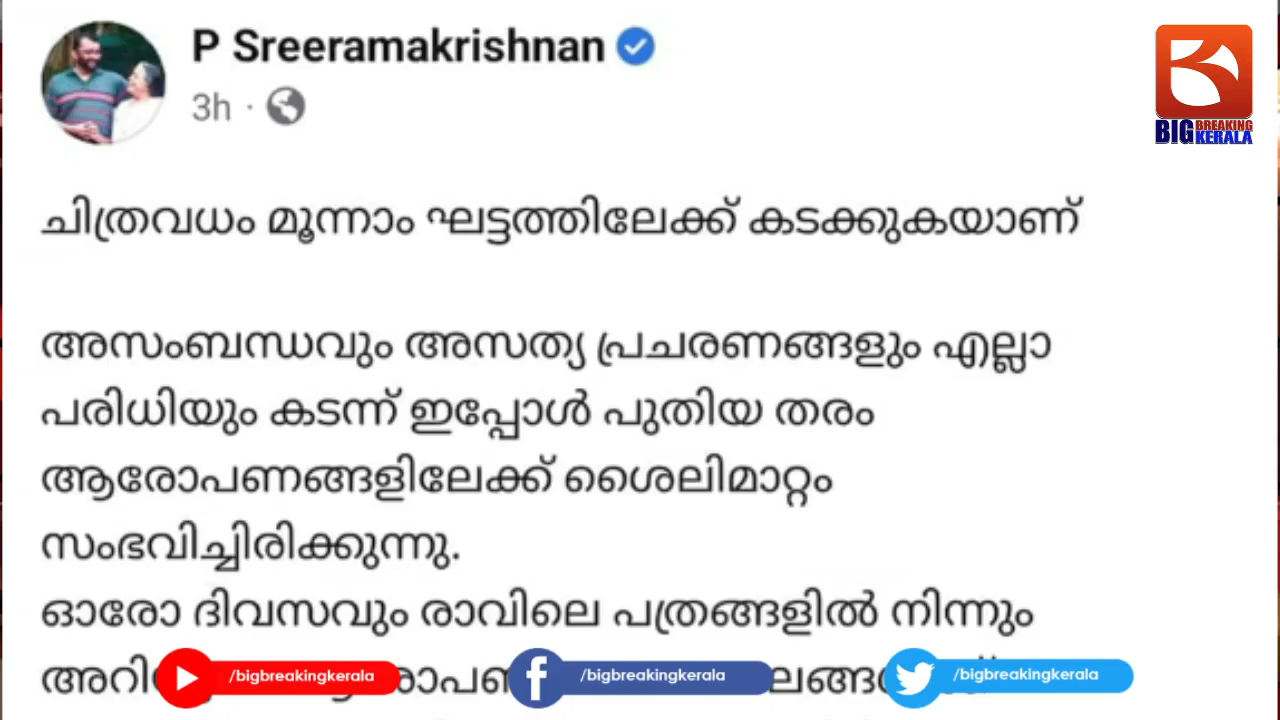 P Sreeramakrishnan
3h ·
BIG BREAKING KERALA
ചിത്രവധം മൂന്നാം ഘട്ടത്തിലേക്ക് കടക്കുകയാണ്
അസംബന്ധവും അസത്യ പ്രചരണങ്ങളും എല്ലാ
പരിധിയും കടന്ന് ഇപ്പോൾ പുതിയ തരം
ആരോപണങ്ങളിലേക്ക് ശൈലിമാറ്റം
സംഭവിച്ചിരിക്കുന്നു.
ഓരോ ദിവസവും രാവിലെ പത്രങ്ങളിൽ നിന്നും
/bigbreakingkerala /bigbreakingkerala /bigbreakingkerala